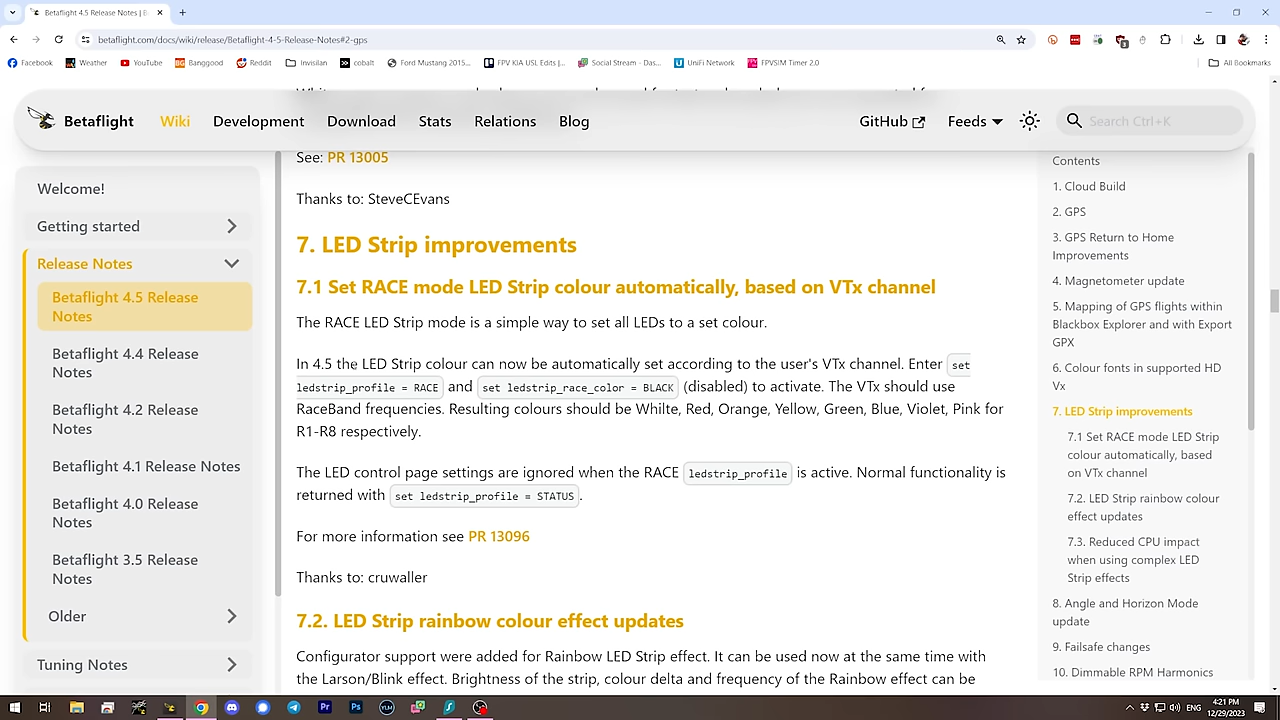 Betaflight 4.5 Release Notes | B
betaflight.com/docs/wiki/release/Betaflight-4-5-Release-Notes#2-gps
Facebook
Weather
YouTube
Banggood
Reddit
Invisilan
cobalt
Ford Mustang 2015...
FPV KIA USL Edits |...
Social Stream - Das...
UniFi Network
FPVSIM Timer 2.0
All Bookmarks
Betaflight
Wiki
Development
Download
Stats
Relations
Blog
GitHub
Feeds
Search Ctrl+K
Welcome!
Getting started
Release Notes
Betaflight 4.5 Release
Notes
Betaflight 4.4 Release
Notes
Betaflight 4.2 Release
Notes
Betaflight 4.1 Release Notes
Betaflight 4.0 Release
Notes
Betaflight 3.5 Release
Notes
Older
Tuning Notes
See: PR 13005
Thanks to: SteveCEvans
7. LED Strip improvements
7.1 Set RACE mode LED Strip colour automatically, based on VTx channel
The RACE LED Strip mode is a simple way to set all LEDs to a set colour.
In 4.5 the LED Strip colour can now be automatically set according to the user's VTx channel. Enter set
ledstrip_profile = RACE and set ledstrip_race_color = BLACK (disabled) to activate. The VTx should use
RaceBand frequencies. Resulting colours should be Whilte, Red, Orange, Yellow, Green, Blue, Violet, Pink for
R1-R8 respectively.
The LED control page settings are ignored when the RACE ledstrip_profile is active. Normal functionality is
returned with set ledstrip_profile = STATUS.
For more information see PR 13096
Thanks to: cruwaller
7.2. LED Strip rainbow colour effect updates
Configurator support were added for Rainbow LED Strip effect. It can be used now at the same time with
the Larson/Blink effect. Brightness of the strip, colour delta and frequency of the Rainbow effect can be
Contents
1. Cloud Build
2. GPS
3. GPS Return to Home
Improvements
4. Magnetometer update
5. Mapping of GPS flights within
Blackbox Explorer and with Export
GPX
6. Colour fonts in supported HD
Vx
7. LED Strip improvements
7.1 Set RACE mode LED Strip
colour automatically, based
on VTx channel
7.2. LED Strip rainbow colour
effect updates
7.3. Reduced CPU impact
when using complex LED
Strip effects
8. Angle and Horizon Mode
update
9. Failsafe changes
10. Dimmable RPM Harmonics
ENG
4:21 PM
12/29/2023